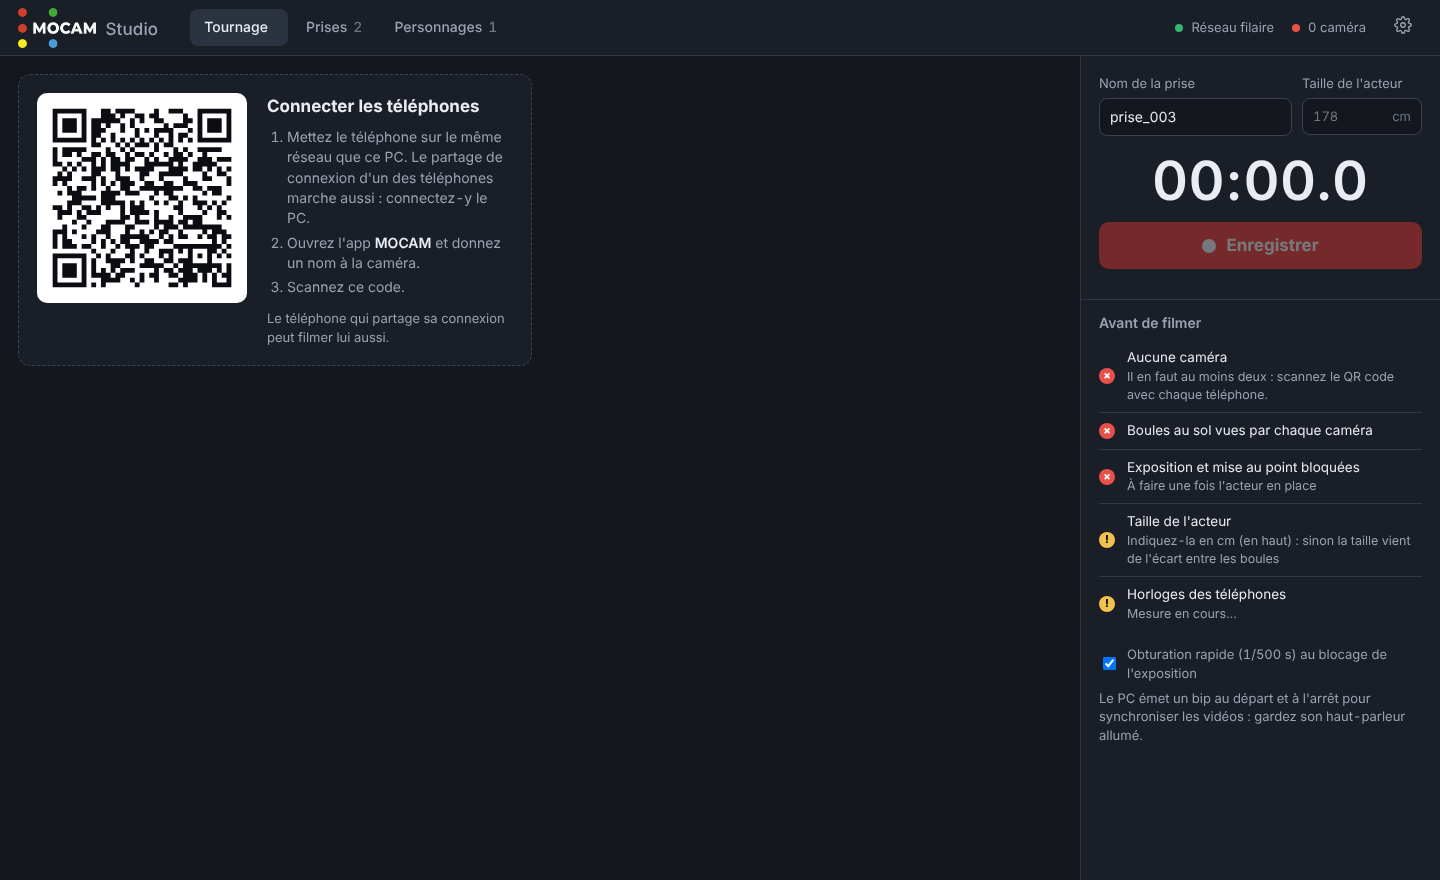 MOCAM Studio
Tournage
Prises 2
Personnages 1
Réseau filaire
0 caméra
Connecter les téléphones
1. Mettez le téléphone sur le même
réseau que ce PC. Le partage de
connexion d'un des téléphones
marche aussi : connectez-y le
PC.
2. Ouvrez l'app MOCAM et donnez
un nom à la caméra.
3. Scannez ce code.
Le téléphone qui partage sa connexion
peut filmer lui aussi.
Nom de la prise
Taille de l'acteur
prise_003
178 cm
00:00.0
Enregistrer
Avant de filmer
Aucune caméra
Il en faut au moins deux : scannez le QR code
avec chaque téléphone.
Boules au sol vues par chaque caméra
Exposition et mise au point bloquées
À faire une fois l'acteur en place
Taille de l'acteur
Indiquez-la en cm (en haut) : sinon la taille vient
de l'écart entre les boules
Horloges des téléphones
Mesure en cours…
Obturation rapide (1/500 s) au blocage de
l'exposition
Le PC émet un bip au départ et à l'arrêt pour
synchroniser les vidéos : gardez son haut-parleur
allumé.